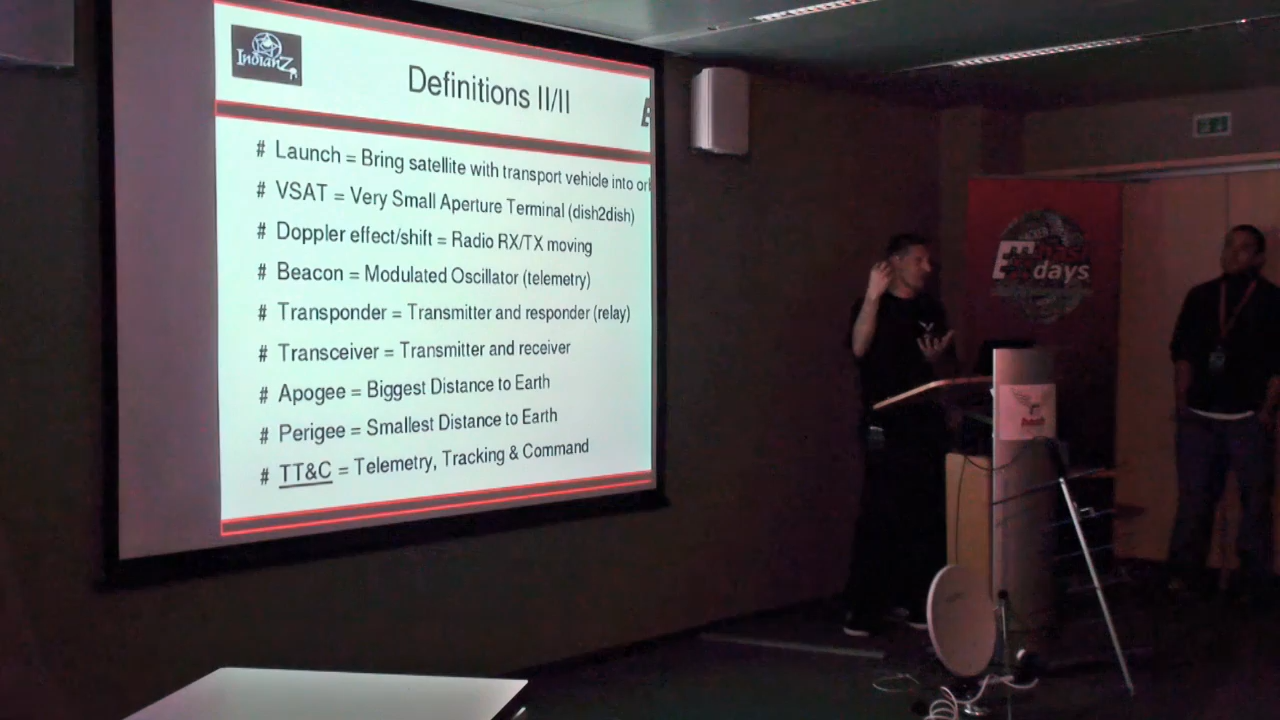 IndianZ
Definitions II/II
# Launch = Bring satellite with transport vehicle into or
# VSAT = Very Small Aperture Terminal (dish2dish)
# Doppler effect/shift = Radio RX/TX moving
# Beacon = Modulated Oscillator (telemetry)
# Transponder = Transmitter and responder (relay)
# Transceiver = Transmitter and receiver
# Apogee = Biggest Distance to Earth
# Perigee = Smallest Distance to Earth
# TT&C = Telemetry, Tracking & Command
days